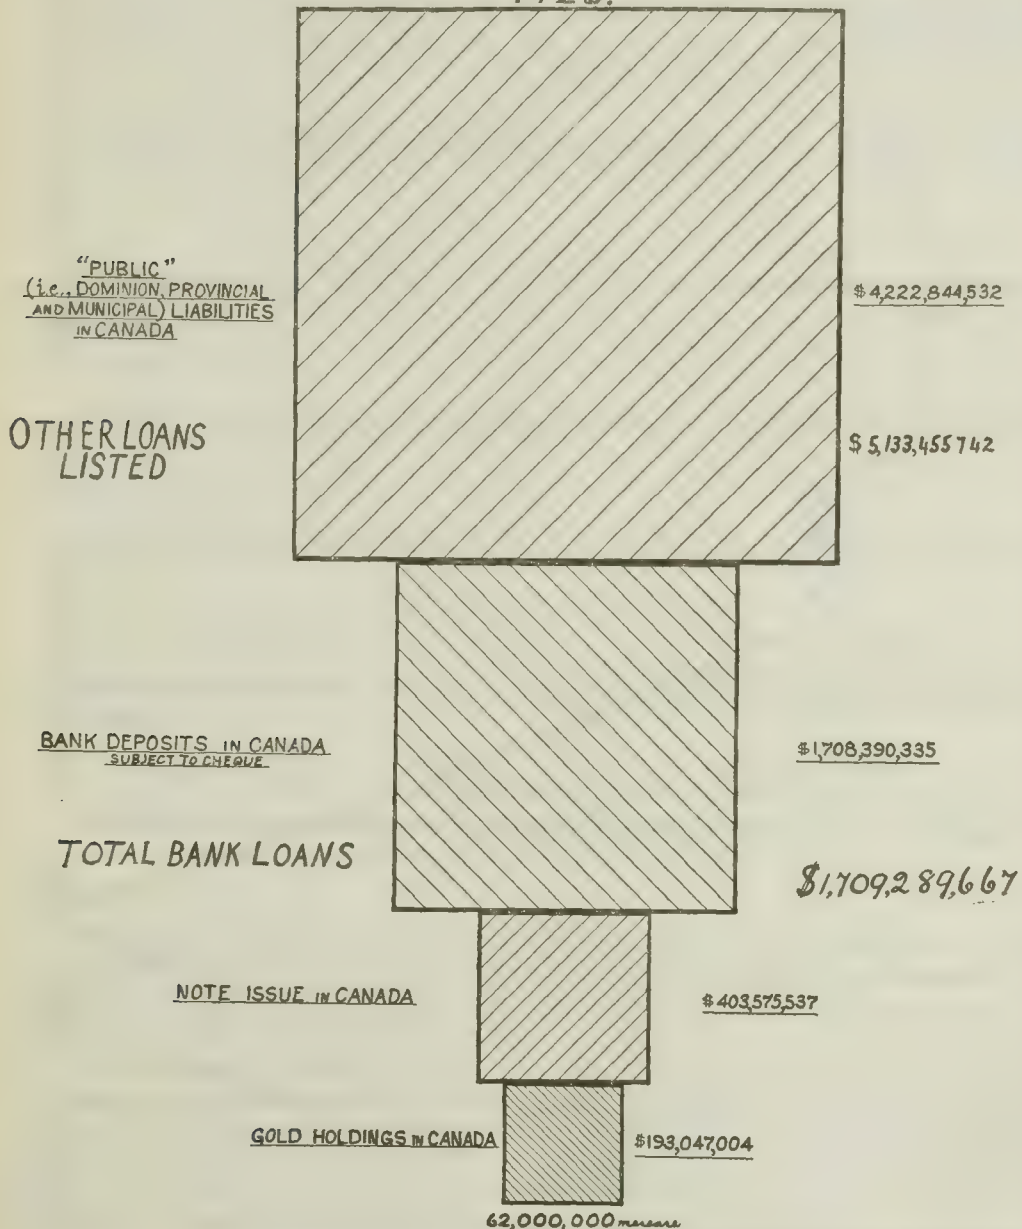 "PUBLIC"
(i.e., DOMINION, PROVINCIAL
AND MUNICIPAL) LIABILITIES
IN CANADA
$4,222,844,532
OTHER LOANS
LISTED
$5,133,455742
BANK DEPOSITS IN CANADA
SUBJECT TO CHEQUE
$1,708,390,335
TOTAL BANK LOANS
$1,709,289,667
NOTE ISSUE IN CANADA
$403,575,537
GOLD HOLDINGS IN CANADA
$193,047,004
62,000,000